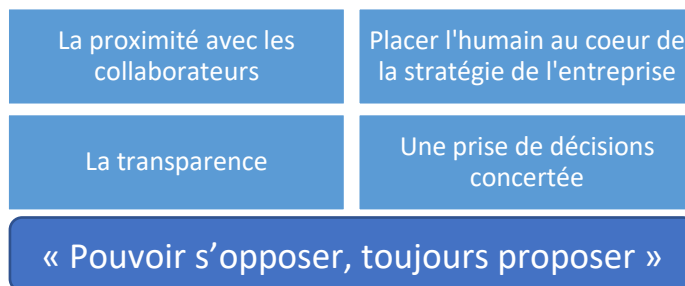 La proximité avec les
collaborateurs
Placer l'humain au coeur de
la stratégie de l'entreprise
La transparence
Une prise de décisions
concertée
« Pouvoir s’opposer, toujours proposer »